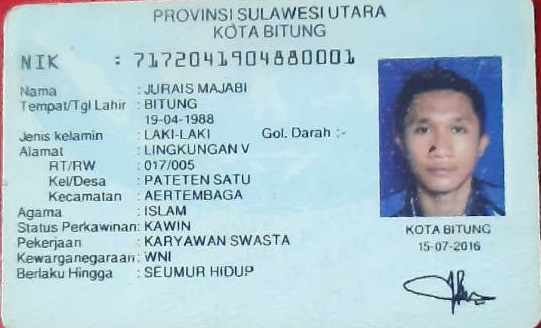 PROVINSI SULAWESI UTARA
KOTA BITUNG
NIK : 7172041904880001
Nama : JURAIS MAJABI
Tempat/Tgl Lahir : BITUNG
19-04-1988
Jenis kelamin : LAKI-LAKI Gol. Darah :-
Alamat : LINGKUNGAN V
RT/RW : 017/005
Kel/Desa : PATETEN SATU
Kecamatan : AERTEMBAGA
Agama : ISLAM
Status Perkawinan: KAWIN
Pekerjaan : KARYAWAN SWASTA
Kewarganegaraan: WNI
Berlaku Hingga : SEUMUR HIDUP
KOTA BITUNG
15-07-2016